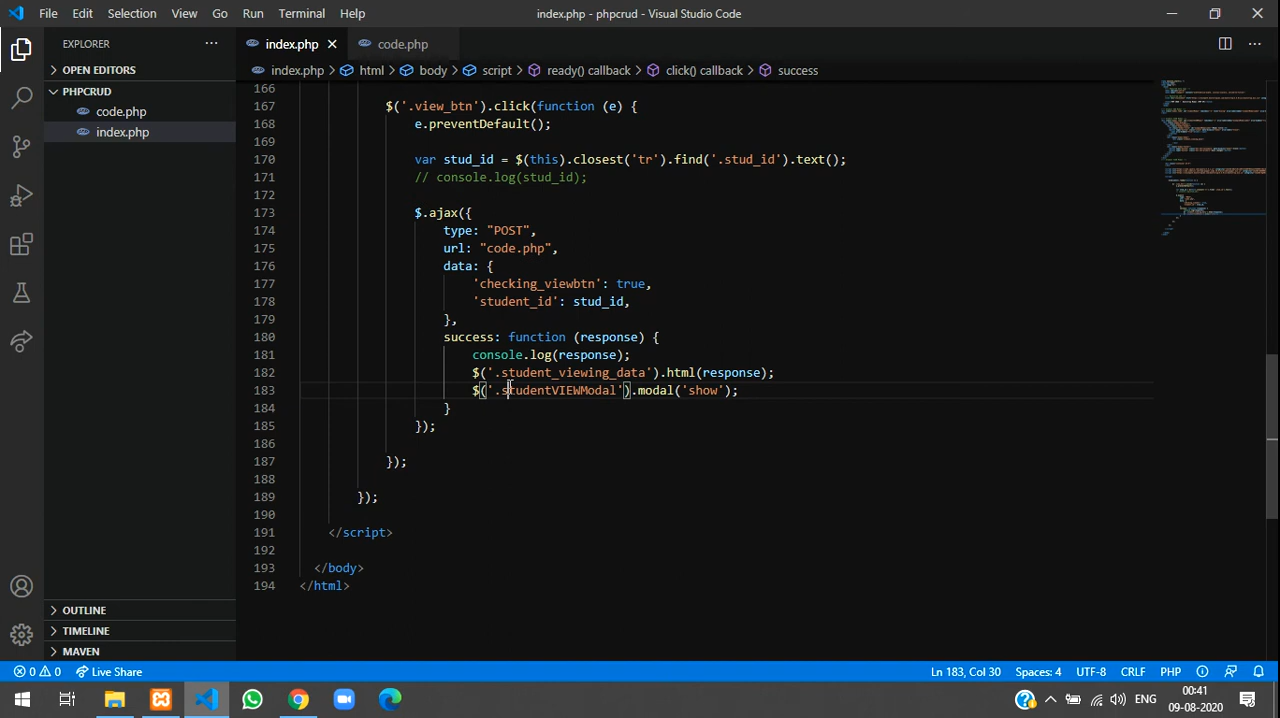 File Edit Selection View Go Run Terminal Help
index.php - phpcrud - Visual Studio Code
EXPLORER
OPEN EDITORS
PHPCRUD
code.php
index.php
OUTLINE
TIMELINE
MAVEN
index.php code.php
index.php > html > body > script > ready() callback > click() callback > success
166
167 $('.view_btn').click(function (e) {
168 e.preventDefault();
169
170 var stud_id = $(this).closest('tr').find('.stud_id').text();
171 // console.log(stud_id);
172
173 $.ajax({
174 type: "POST",
175 url: "code.php",
176 data: {
177 'checking_viewbtn': true,
178 'student_id': stud_id,
179 },
180 success: function (response) {
181 console.log(response);
182 $('.student_viewing_data').html(response);
183 $('.studentVIEWModal').modal('show');
184 }
185 });
186
187 });
188
189 });
190
191 </script>
192
193 </body>
194 </html>
0 0 Live Share
Ln 183, Col 30 Spaces: 4 UTF-8 CRLF PHP
ENG
00:41
09-08-2020